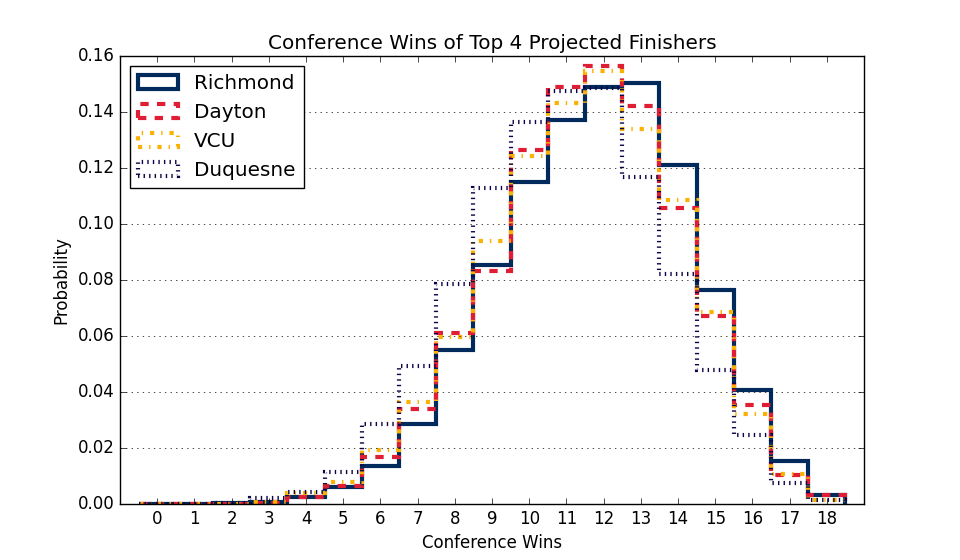 Conference Wins of Top 4 Projected Finishers
0.16
0.14
0.12
0.10
0.08
0.06
0.04
0.02
0.00
Probability
Richmond
Dayton
VCU
Duquesne
0 1 2 3 4 5 6 7 8 9 10 11 12 13 14 15 16 17 18
Conference Wins